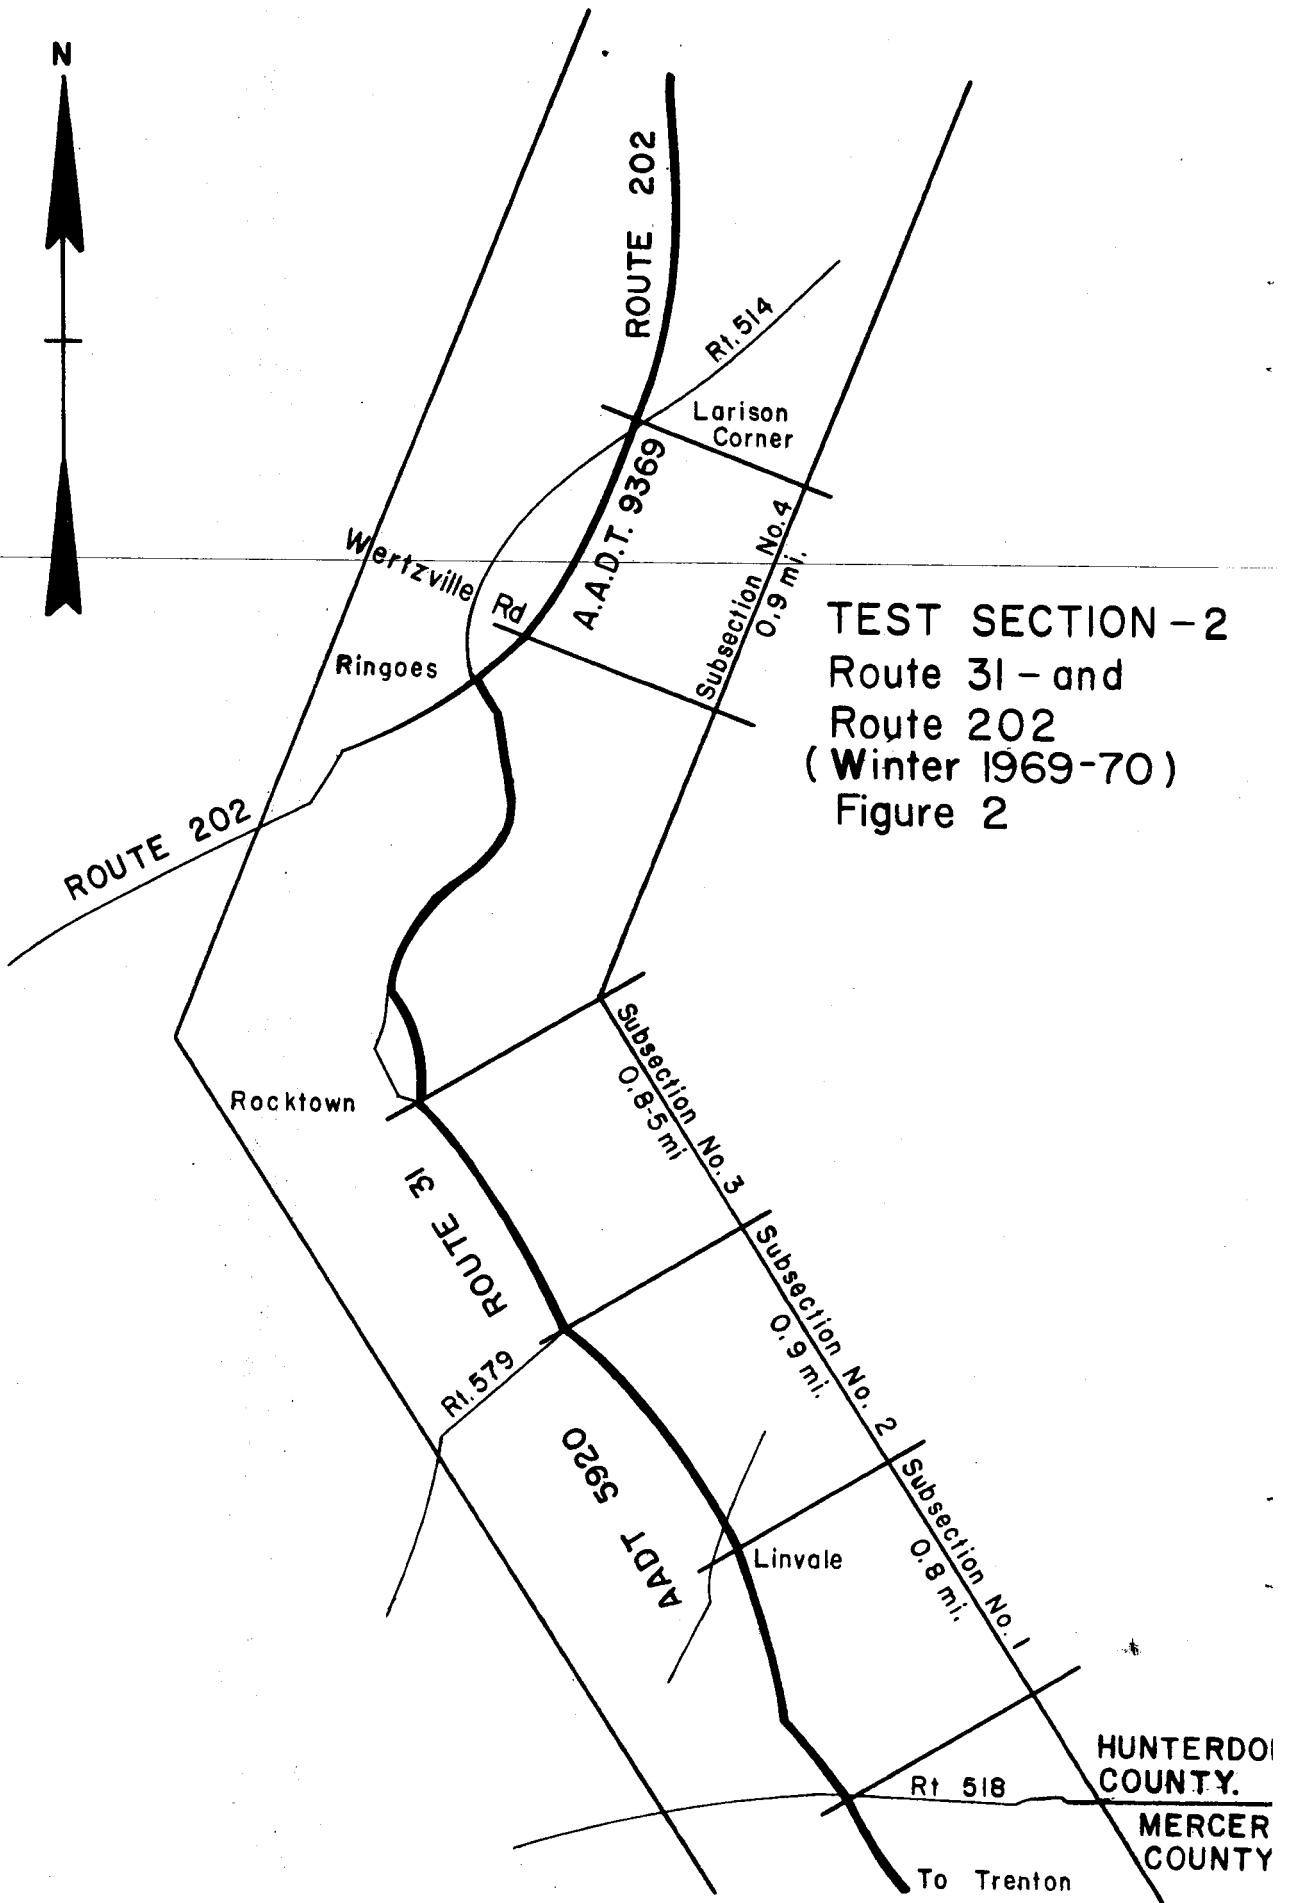 N
ROUTE 202
Rt. 514
Larison
Corner
A.A.D.T. 9369
Wertzville
Rd
Subsection No. 4
0.9 mi.
Ringoes
TEST SECTION - 2
Route 31 - and
Route 202
(Winter 1969-70)
Figure 2
ROUTE 202
Subsection No. 3
0.8-5 mi
Rocktown
ROUTE 31
Subsection No. 2
0.9 mi.
Rt. 579
AADT 5920
Linvale
Subsection No. 1
0.8 mi.
HUNTERDO
COUNTY.
Rt 518
MERCER
COUNTY
To Trenton